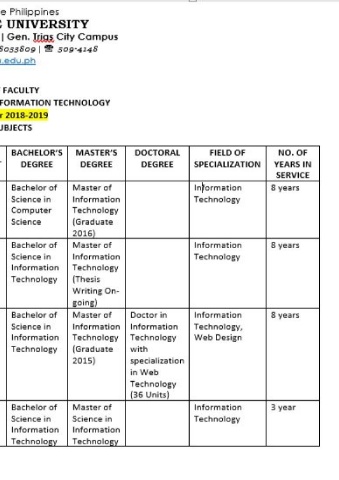 e Philippines
E UNIVERSITY
| Gen. Trias City Campus
8033809 | ☎ 509-4148
.edu.ph
FACULTY
FORMATION TECHNOLOGY
r 2018-2019
UBJECTS
BACHELOR'S DEGREE
MASTER'S DEGREE
DOCTORAL DEGREE
FIELD OF SPECIALIZATION
NO. OF YEARS IN SERVICE
Bachelor of
Science in
Computer
Science
Master of
Information
Technology
(Graduate
2016)
Information
Technology
8 years
Bachelor of
Science in
Information
Technology
Master of
Information
Technology
(Thesis
Writing On-
going)
Information
Technology
8 years
Bachelor of
Science in
Information
Technology
Master of
Information
Technology
(Graduate
2015)
Doctor in
Information
Technology
with
specialization
in Web
Technology
(36 Units)
Information
Technology,
Web Design
8 years
Bachelor of
Science in
Information
Technology
Master of
Science in
Information
Technology
Information
Technology
3 year